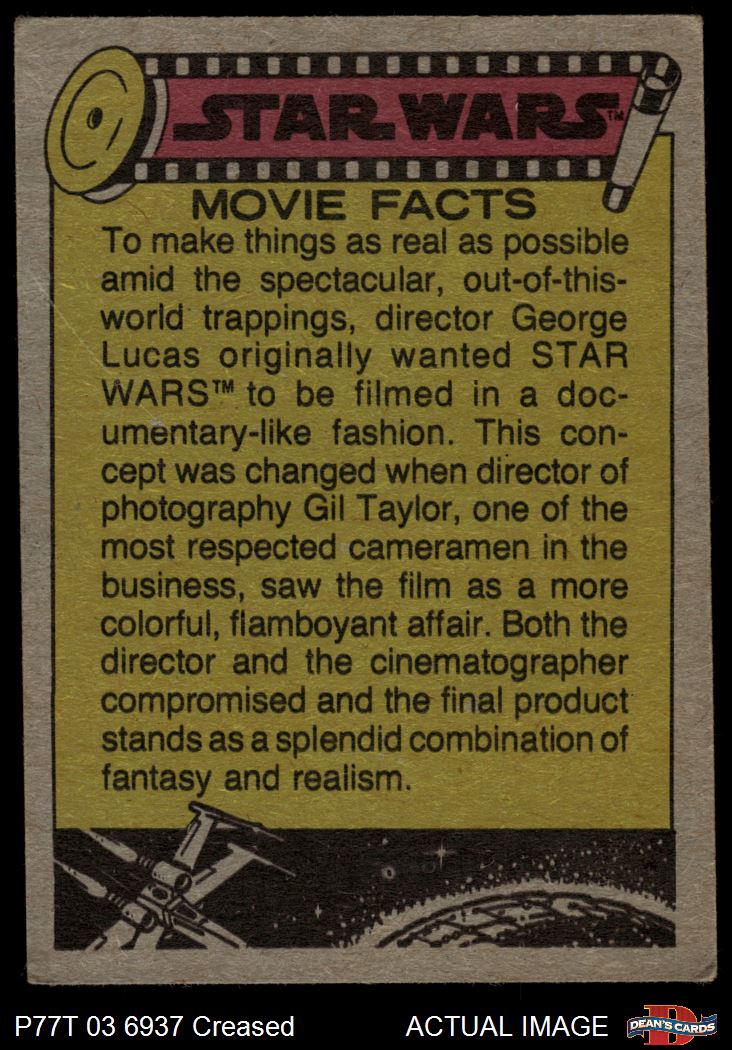 STAR WARS™
MOVIE FACTS
To make things as real as possible
amid the spectacular, out-of-this-
world trappings, director George
Lucas originally wanted STAR
WARS™ to be filmed in a doc-
umentary-like fashion. This con-
cept was changed when director of
photography Gil Taylor, one of the
most respected cameramen in the
business, saw the film as a more
colorful, flamboyant affair. Both the
director and the cinematographer
compromised and the final product
stands as a splendid combination of
fantasy and realism.
P77T 03 6937 Creased ACTUAL IMAGE
D
DEAN'S CARDS